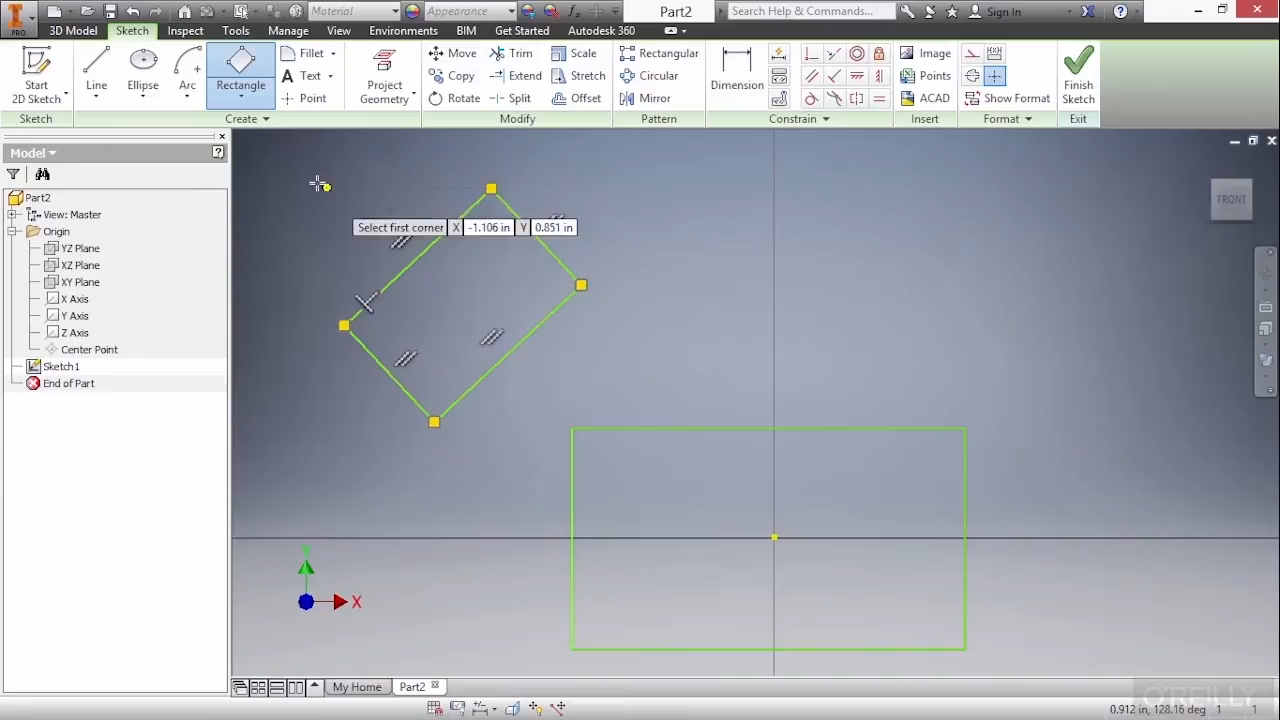 Material
Appearance
Part2
Search Help & Commands...
Sign In
PRO
3D Model
Sketch
Inspect
Tools
Manage
View
Environments
BIM
Get Started
Autodesk 360
Start
2D Sketch
Line
Ellipse
Arc
Rectangle
Fillet
Text
Point
Project
Geometry
Move
Copy
Rotate
Trim
Extend
Split
Scale
Stretch
Offset
Rectangular
Circular
Mirror
Dimension
Image
Points
ACAD
Show Format
Finish
Sketch
Sketch
Create
Modify
Pattern
Constrain
Insert
Format
Exit
Model
Part2
View: Master
Origin
YZ Plane
XZ Plane
XY Plane
X Axis
Y Axis
Z Axis
Center Point
Sketch1
End of Part
Select first corner X -1.106 in Y 0.851 in
FRONT
X
My Home
Part2
O'REILLY
0.912 in, 128.16 deg 1 1